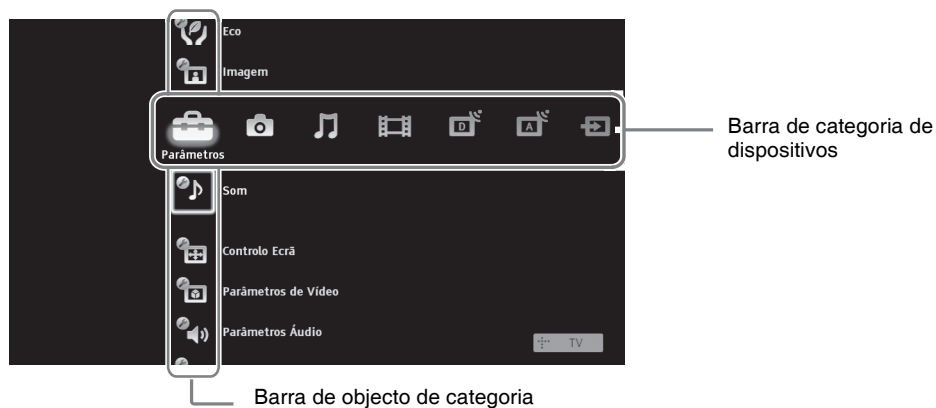 Eco
Imagem
Parâmetros
D
A
Barra de categoria de
dispositivos
Som
Controlo Ecrã
Parâmetros de Vídeo
Parâmetros Áudio
TV
Barra de objecto de categoria